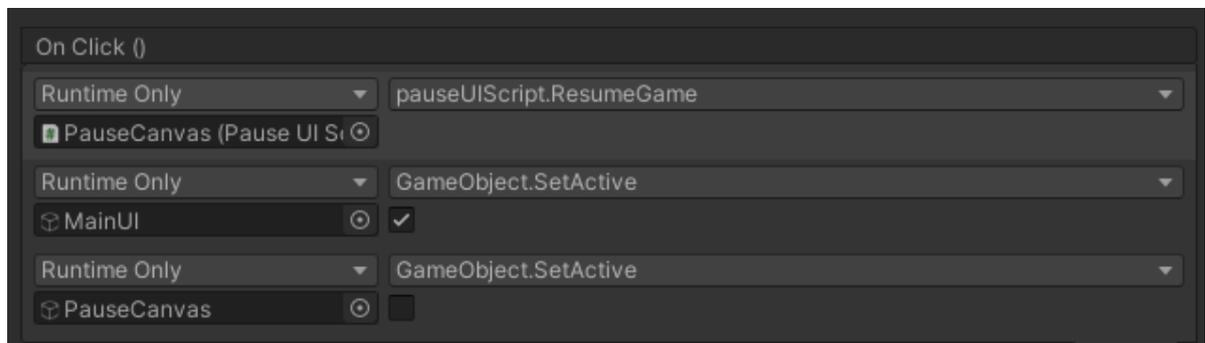 On Click ()
Runtime Only pauseUIScript.ResumeGame
PauseCanvas (Pause UI Sc
Runtime Only GameObject.SetActive
MainUI
Runtime Only GameObject.SetActive
PauseCanvas